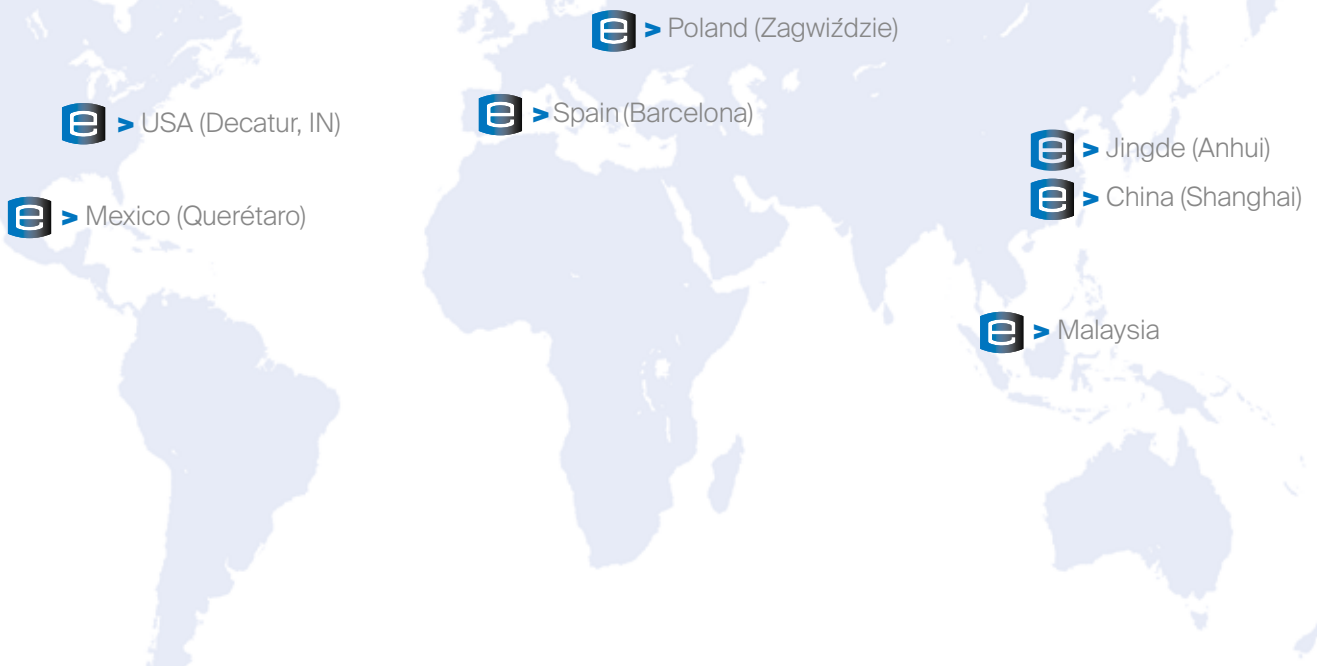 e > Poland (Zagwiździe)
e > Spain (Barcelona)
e > USA (Decatur, IN)
e > Jingde (Anhui)
e > China (Shanghai)
e > Mexico (Querétaro)
e > Malaysia